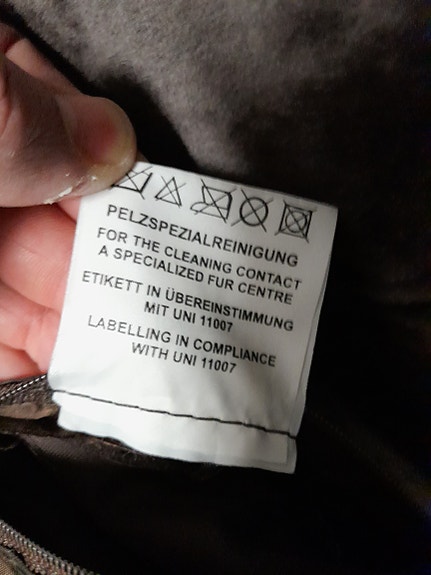 PELZSPEZIALREINIGUNG
FOR THE CLEANING CONTACT
A SPECIALIZED FUR CENTRE
ETIKETT IN ÜBEREINSTIMMUNG
MIT UNI 11007
LABELLING IN COMPLIANCE
WITH UNI 11007